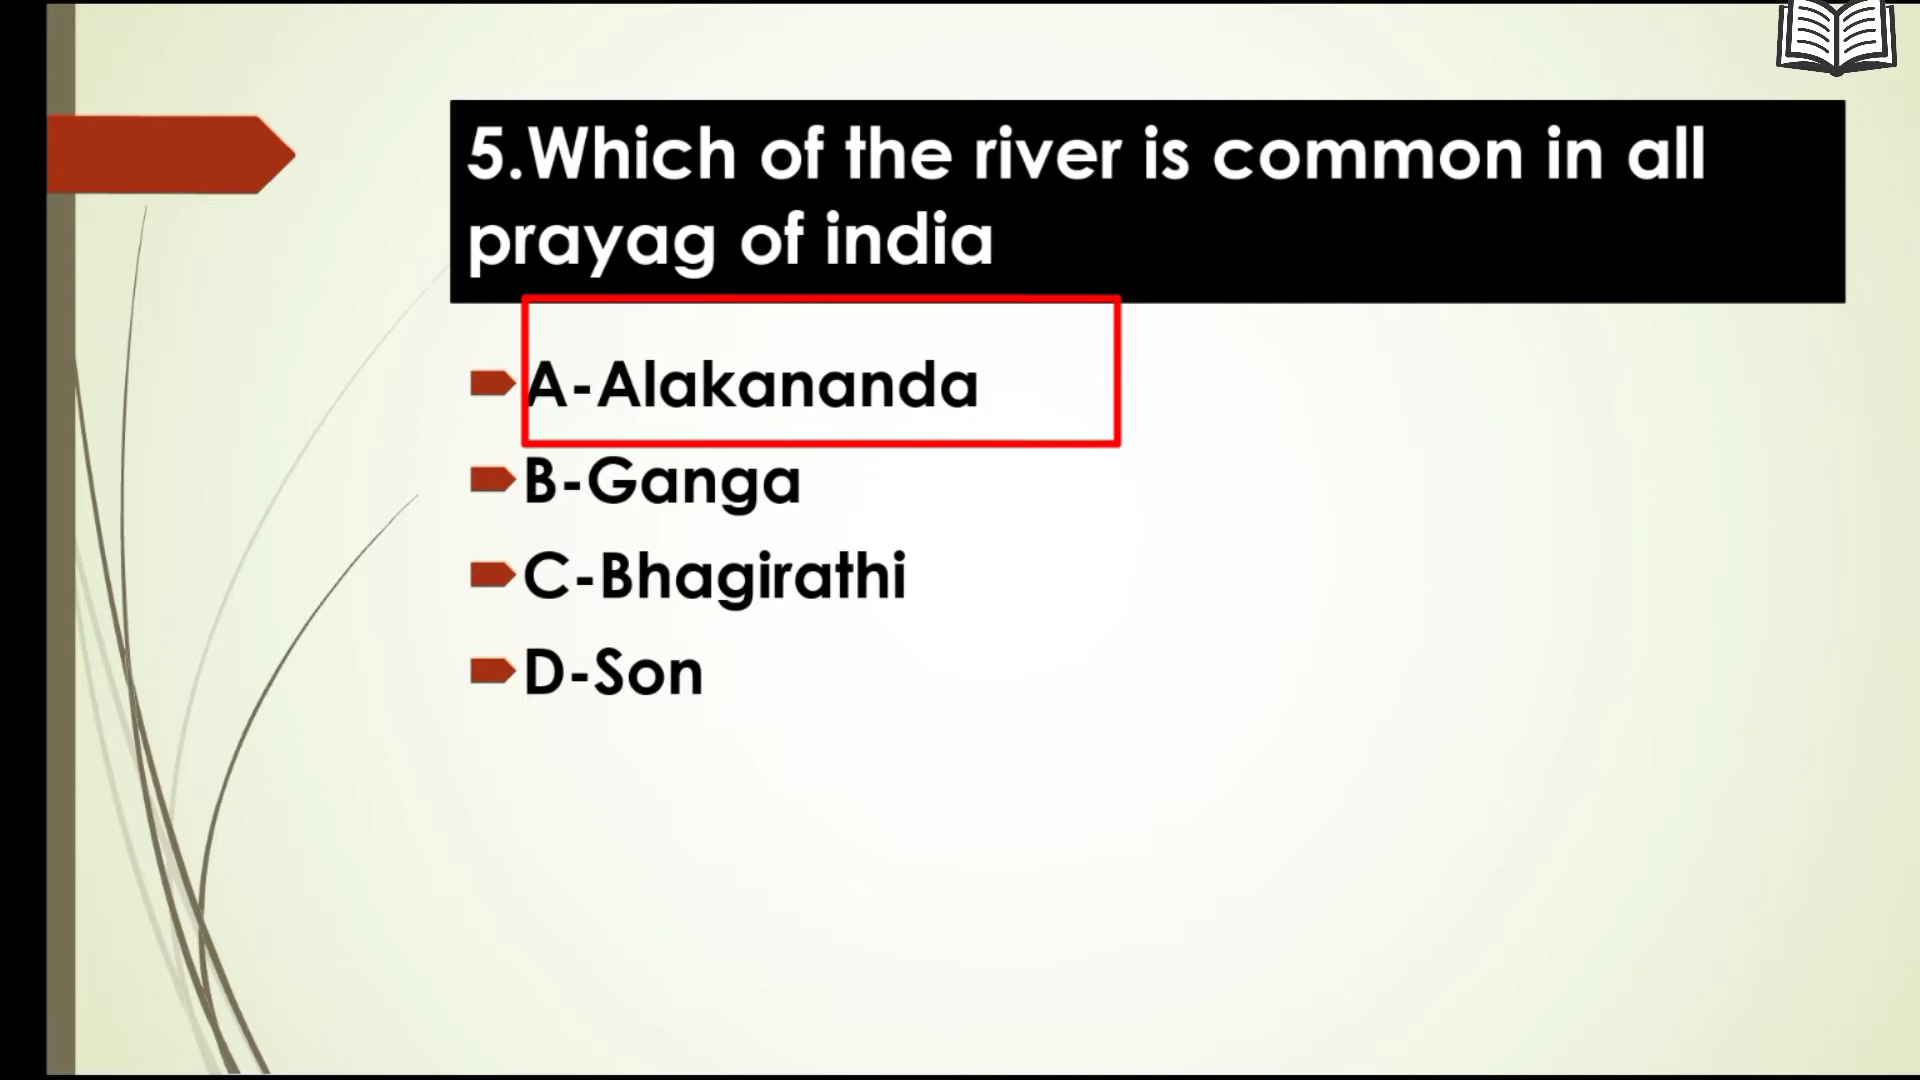 5.Which of the river is common in all
prayag of india
A-Alakananda
B-Ganga
C-Bhagirathi
D-Son